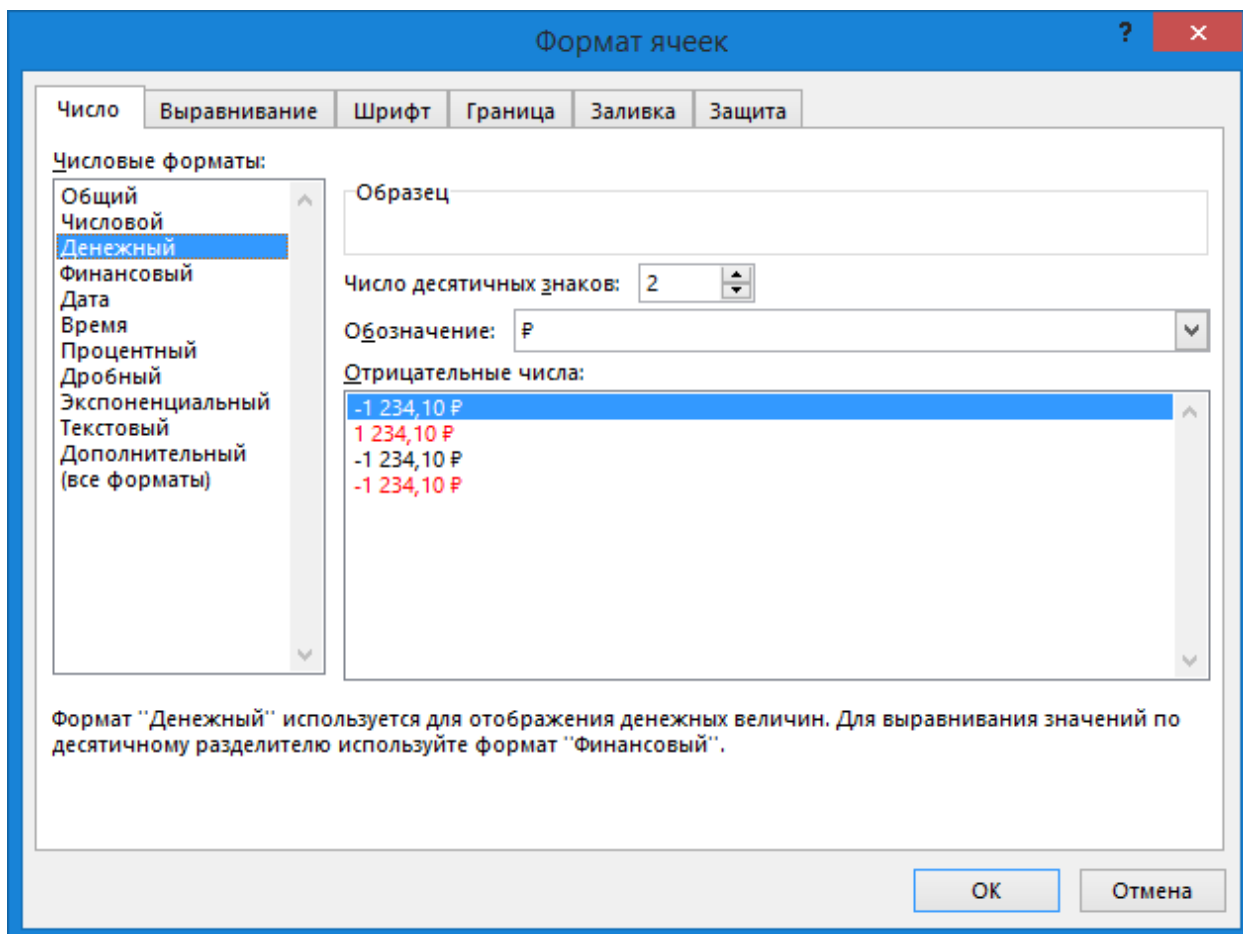 Формат ячеек
?
Число Выравнивание Шрифт Граница Заливка Защита
Числовые форматы:
Общий
Числовой
Денежный
Финансовый
Дата
Время
Процентный
Дробный
Экспоненциальный
Текстовый
Дополнительный
(все форматы)
Образец
Число десятичных знаков: 2
Обозначение: ₽
Отрицательные числа:
-1 234,10 ₽
1 234,10 ₽
-1 234,10 ₽
-1 234,10 ₽
Формат "Денежный" используется для отображения денежных величин. Для выравнивания значений по
десятичному разделителю используйте формат "Финансовый".
ОК Отмена